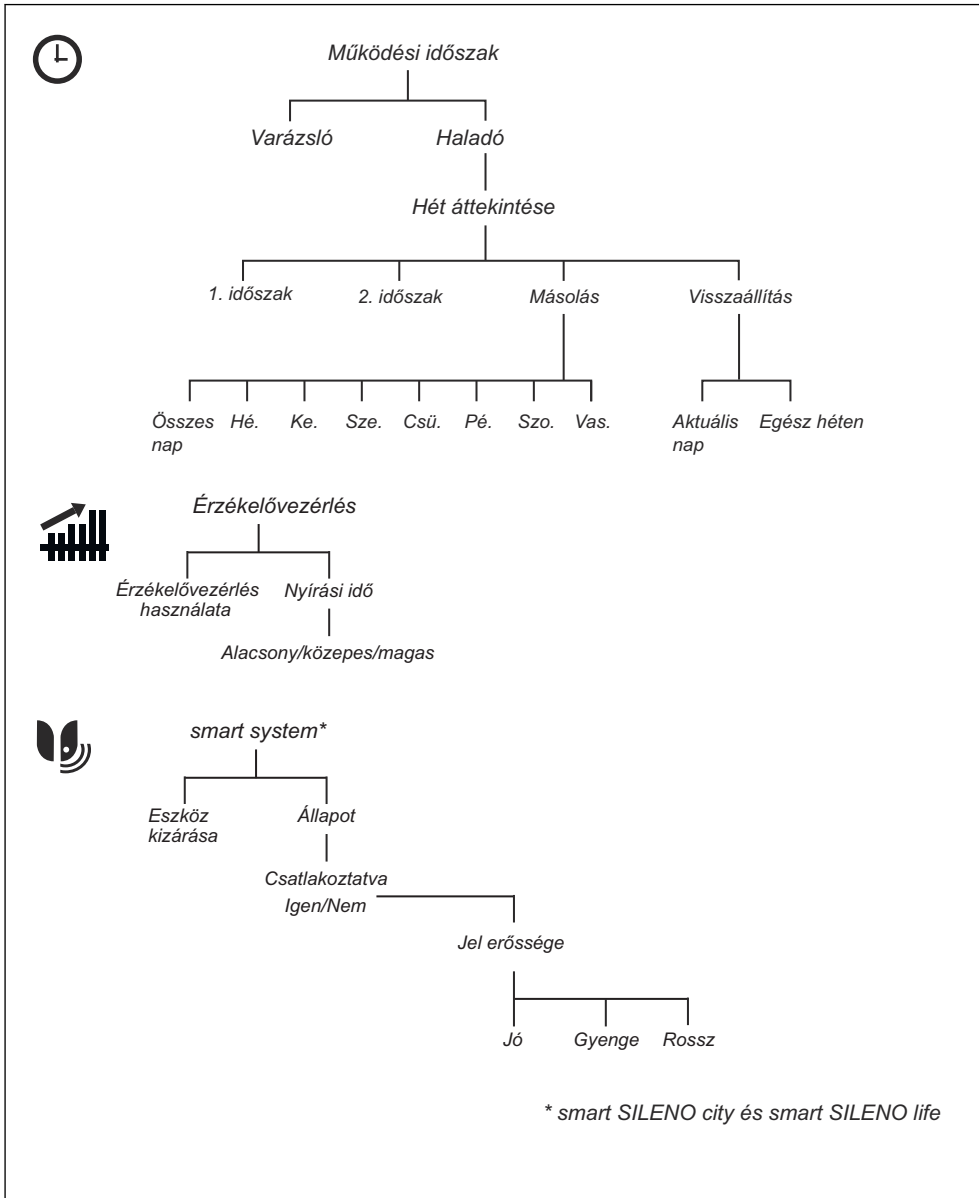 Működési időszak
Varázsló
Haladó
Hét áttekintése
1. időszak
2. időszak
Másolás
Visszaállítás
Összes
nap
Hé.
Ke.
Sze.
Csü.
Pé.
Szo.
Vas.
Aktuális
nap
Egész héten
Érzékelővezérlés
Érzékelővezérlés
használata
Nyírási idő
Alacsony/közepes/magas
smart system*
Eszköz
kizárása
Állapot
Csatlakoztatva
Igen/Nem
Jel erőssége
Jó
Gyenge
Rossz
* smart SILENO city és smart SILENO life